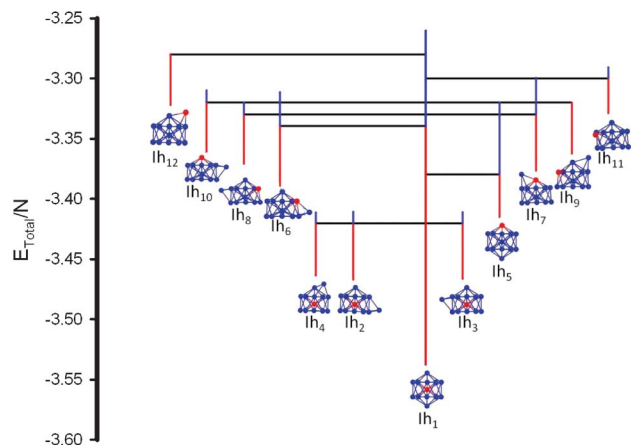 E_Total/N
-3.25
-3.30
-3.35
-3.40
-3.45
-3.50
-3.55
-3.60
Ih₁₂
Ih₁₀
Ih₈
Ih₆
Ih₄
Ih₂
Ih₁
Ih₃
Ih₅
Ih₇
Ih₉
Ih₁₁